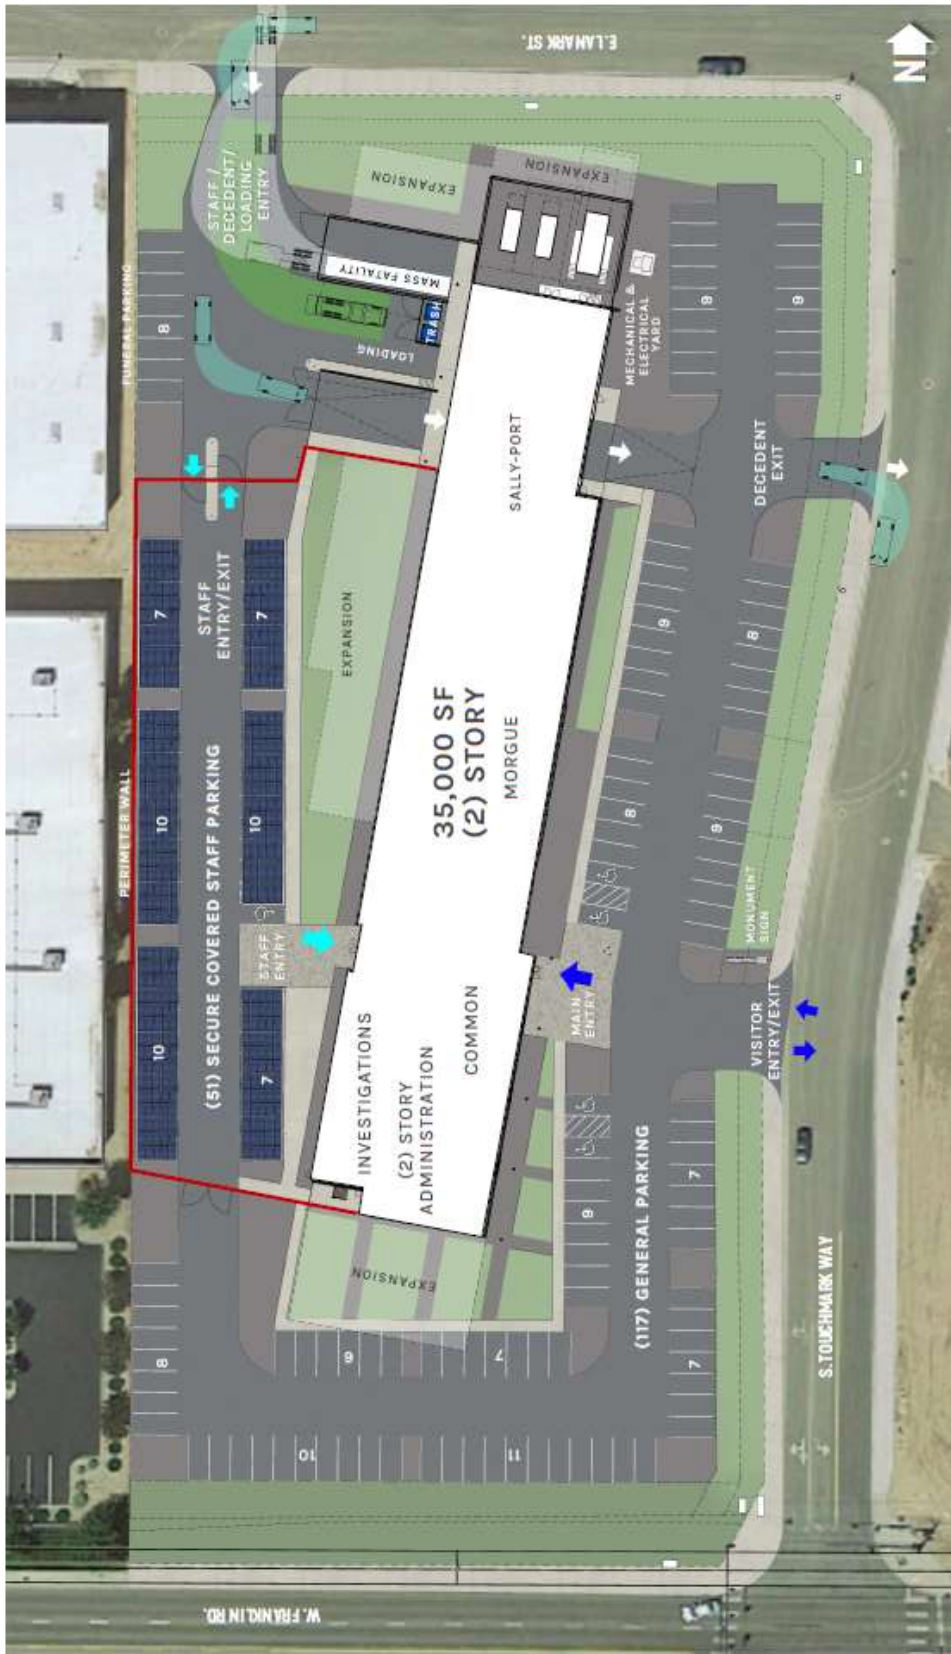 E. LANARK ST.
N
STAFF /
DECEDENT/
LOADING
ENTRY
EXPANSION
EXPANSION
FUNERAL PARKING
8
MASS FATALITY
TRASH
LOADING
MECHANICAL &
ELECTRICAL
YARD
9
9
SALLY-PORT
DECEDENT
EXIT
STAFF
ENTRY/EXIT
7
7
EXPANSION
9
8
PERIMETER WALL
10
10
(51) SECURE COVERED STAFF PARKING
35,000 SF
(2) STORY
MORGUE
8
9
MONUMENT
SIGN
STAFF
ENTRY
MAIN
ENTRY
VISITOR
ENTRY/EXIT
10
7
INVESTIGATIONS
(2) STORY
ADMINISTRATION
COMMON
9
7
(117) GENERAL PARKING
EXPANSION
8
6
7
7
10
11
S.TOUCHMARK WAY
W. FRANKLIN RD.